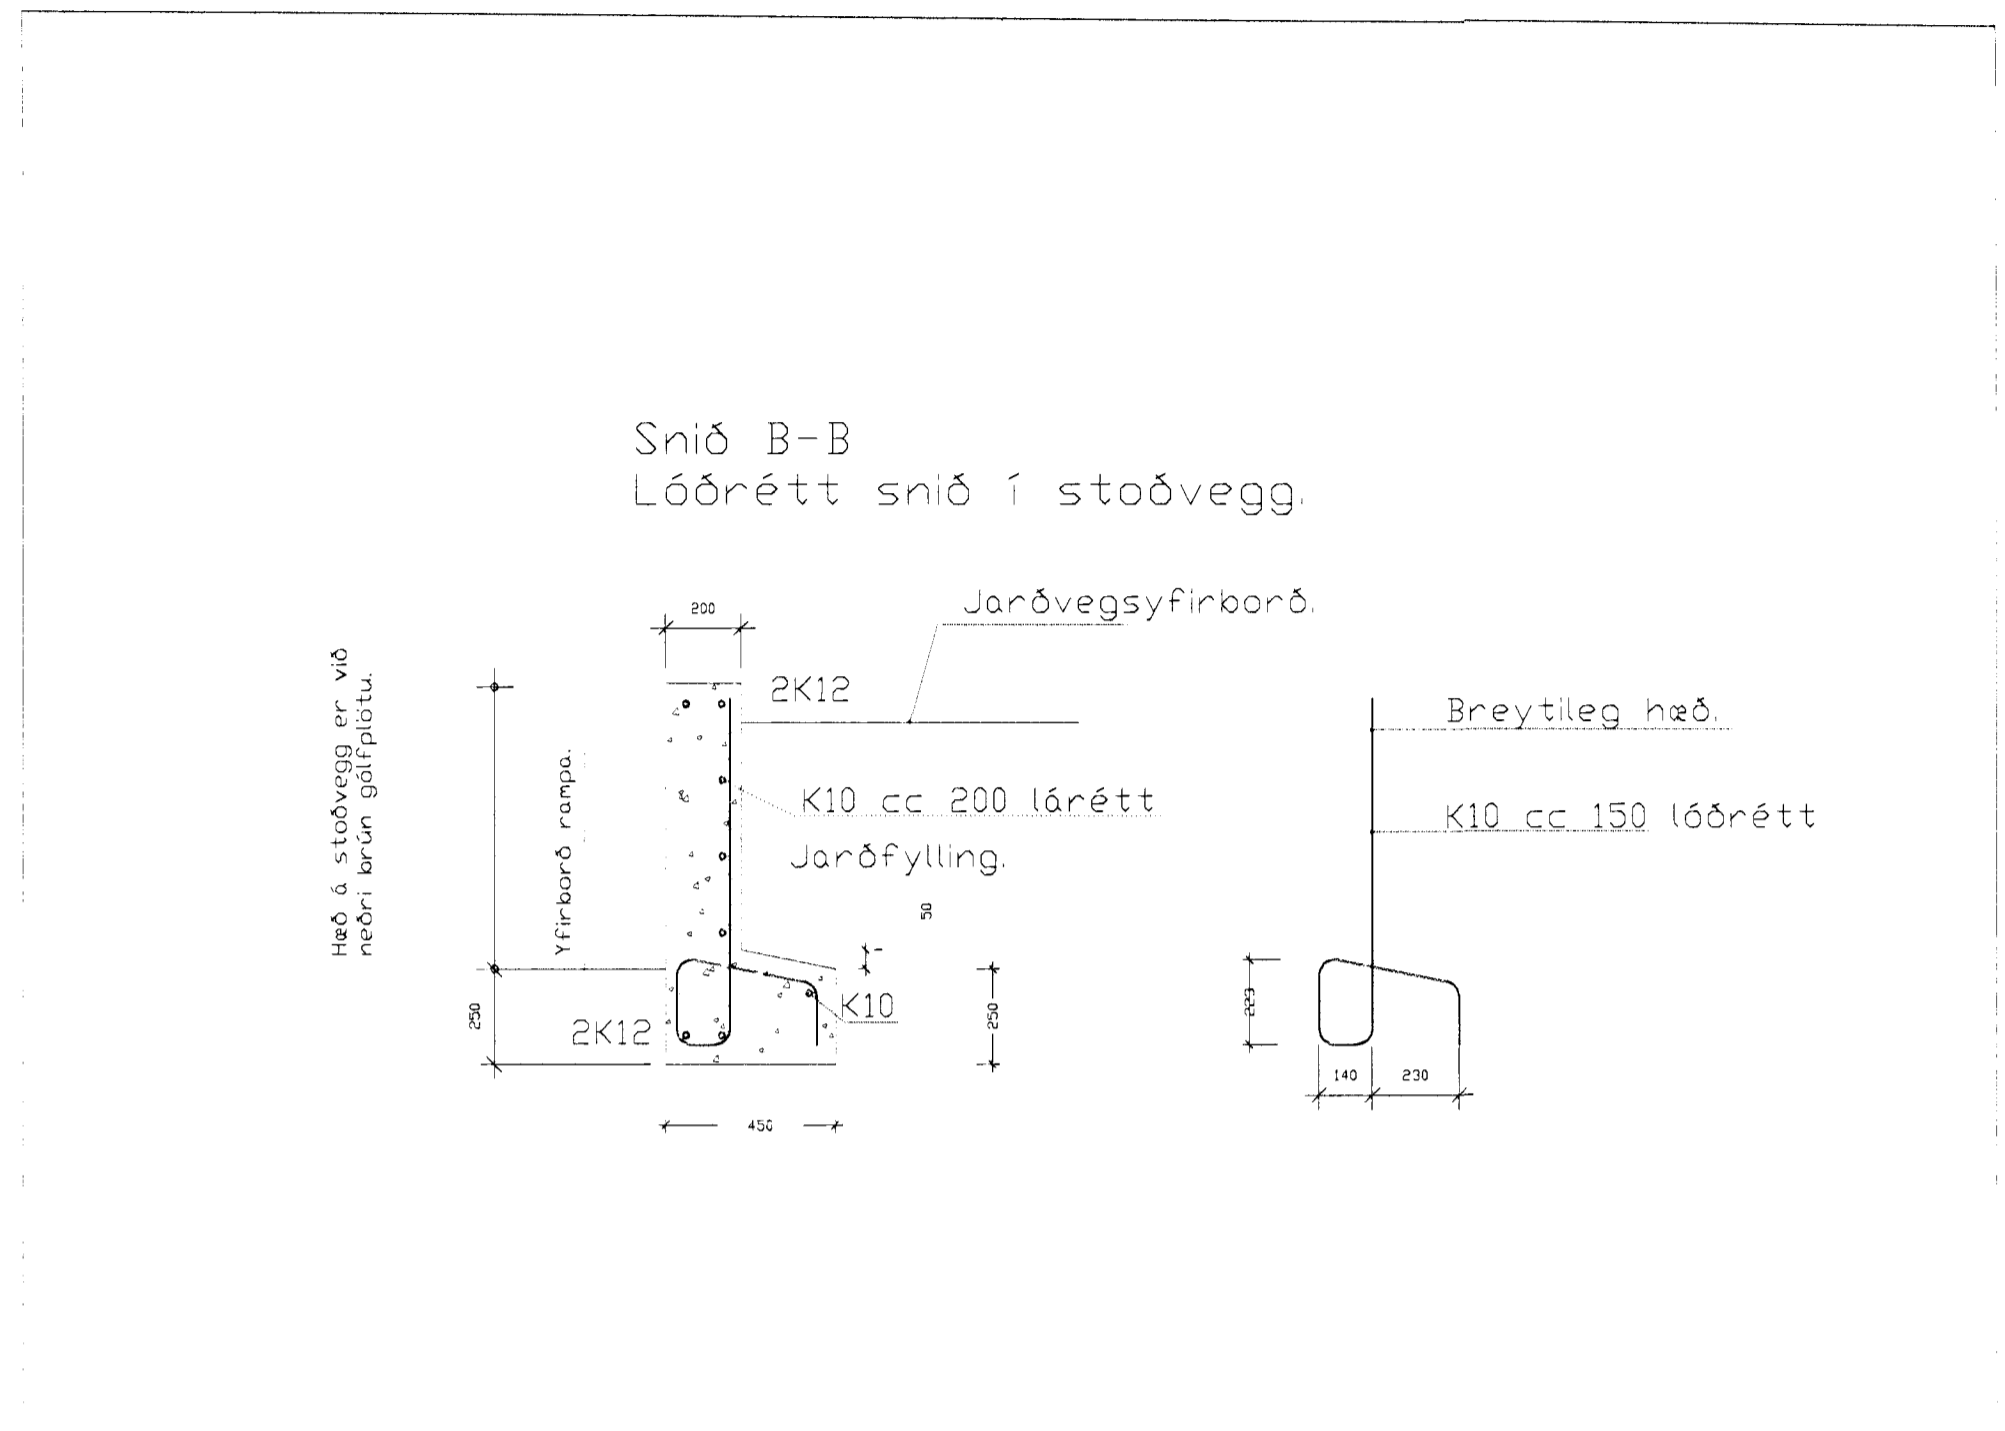 Snið B-B
Lóðrétt snið í stoðvegg.
200
Jarðvegsyfirborð.
2K12
Hæð á stoðvegg er við
neðri brún gólfplötu.
Yfirborð rampa.
K10 cc 200 lárétt
Jarðfylling.
50
K10
2K12
250
250
450
Breytileg hæð.
K10 cc 150 lóðrétt
140
230